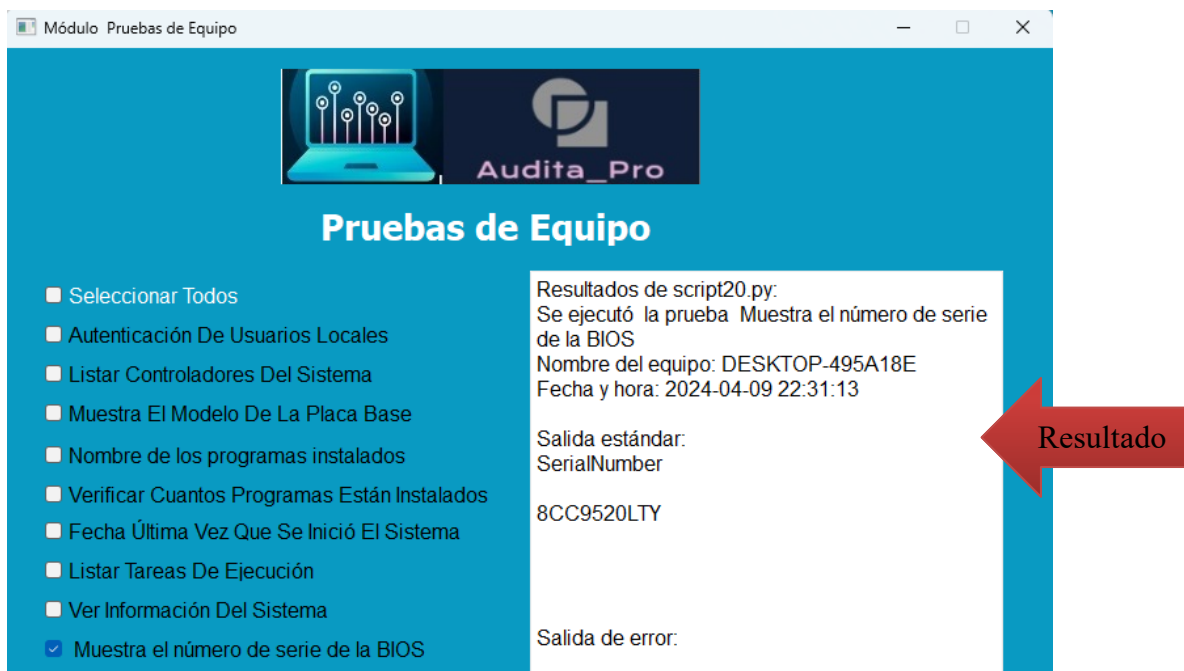 Módulo Pruebas de Equipo
Audita_Pro
Pruebas de Equipo
Seleccionar Todos
Autenticación De Usuarios Locales
Listar Controladores Del Sistema
Muestra El Modelo De La Placa Base
Nombre de los programas instalados
Verificar Cuantos Programas Están Instalados
Fecha Última Vez Que Se Inició El Sistema
Listar Tareas De Ejecución
Ver Información Del Sistema
Muestra el número de serie de la BIOS
Resultados de script20.py:
Se ejecutó la prueba Muestra el número de serie
de la BIOS
Nombre del equipo: DESKTOP-495A18E
Fecha y hora: 2024-04-09 22:31:13
Salida estándar:
SerialNumber
8CC9520LTY
Salida de error:
Resultado